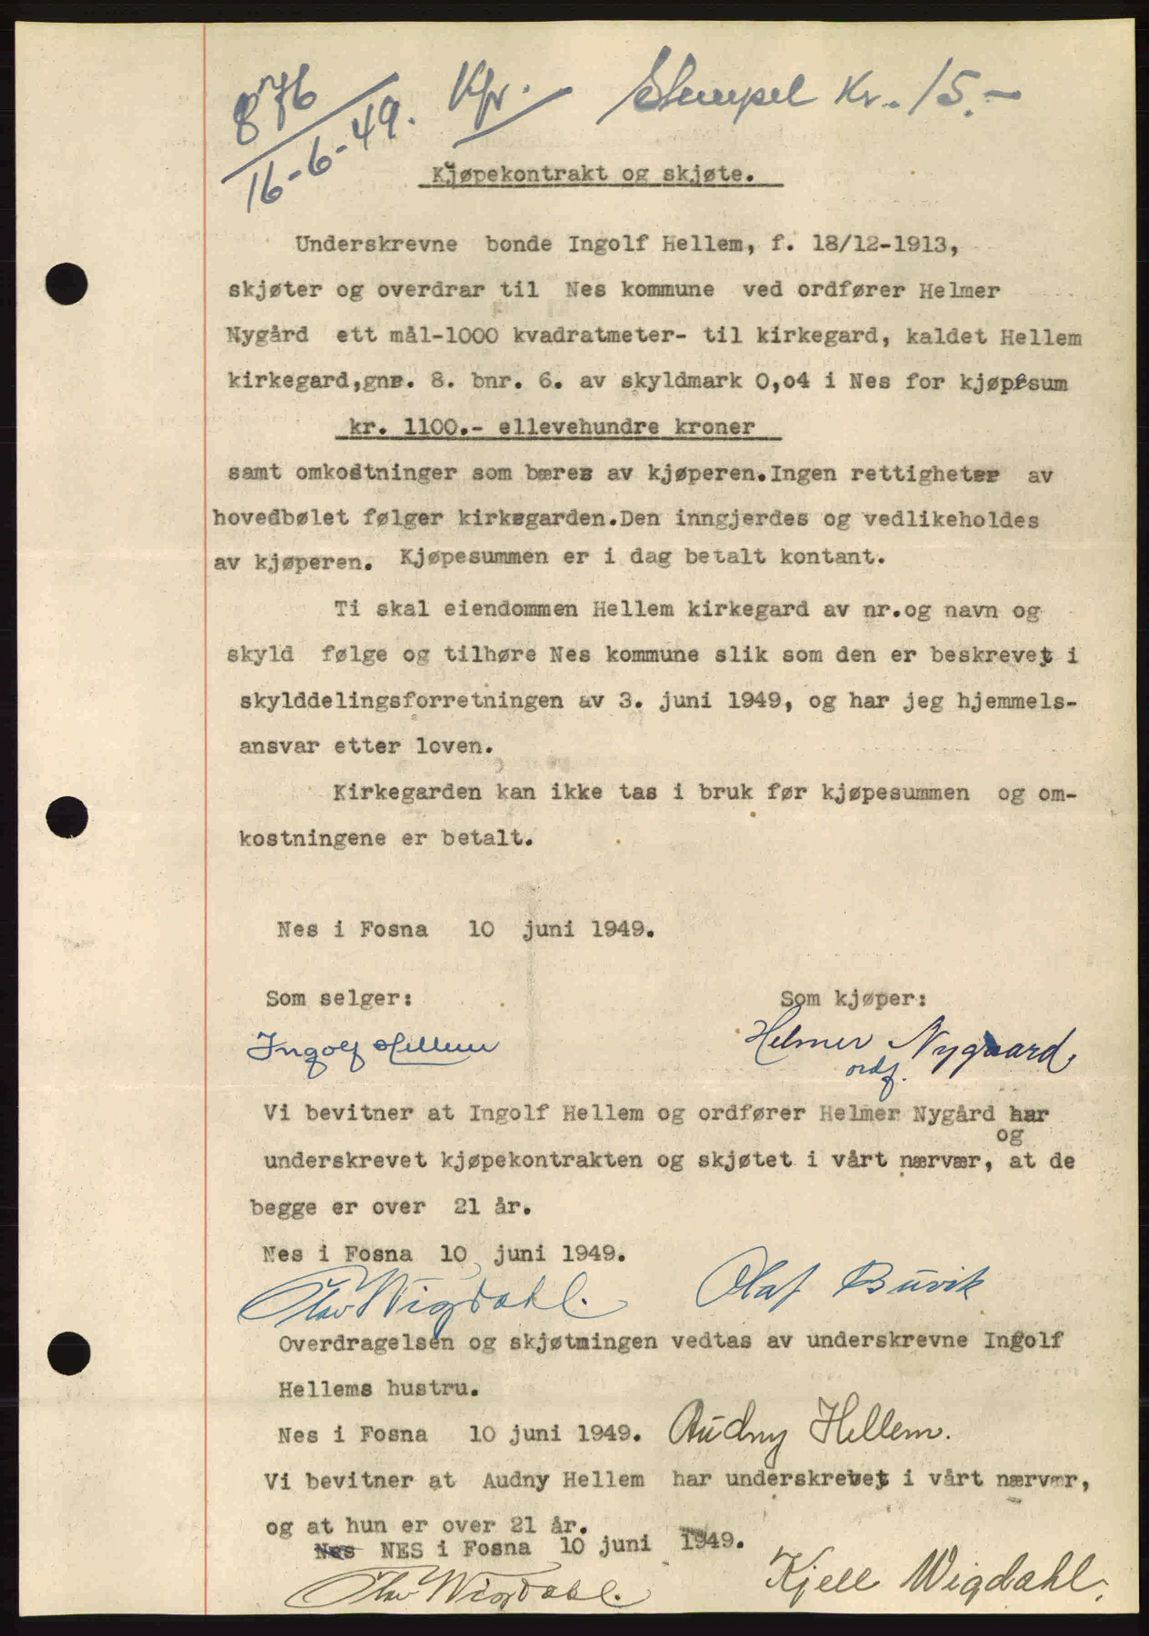 876
16-6-49. Kfr. Stempel Kr. 15.-
Kjøpekontrakt og skjøte.
Underskrevne bonde Ingolf Hellem, f. 18/12-1913,
skjøter og overdrar til Nes kommune ved ordfører Helmer
Nygård ett mål-1000 kvadratmeter- til kirkegard, kaldet Hellem
kirkegard,gnr. 8. bnr. 6. av skyldmark 0,o4 i Nes for kjøpesum
kr. 1100.- ellevehundre kroner
samt omkostninger som bæres av kjøperen.Ingen rettigheter av
hovedbølet følger kirkegarden.Den inngjerdes og vedlikeholdes
av kjøperen. Kjøpesummen er i dag betalt kontant.
Ti skal eiendommen Hellem kirkegard av nr.og navn og
skyld følge og tilhøre Nes kommune slik som den er beskrevet i
skylddelingsforretningen av 3. juni 1949, og har jeg hjemmels-
ansvar etter loven.
Kirkegarden kan ikke tas i bruk før kjøpesummen og om-
kostningene er betalt.
Nes i Fosna 10 juni 1949.
Som selger: Som kjøper:
Ingolf Hellem Helmer Nygaard
ordf.
Vi bevitner at Ingolf Hellem og ordfører Helmer Nygård har
og
underskrevet kjøpekontrakten og skjøtet i vårt nærvær, at de
begge er over 21 år.
Nes i Fosna 10 juni 1949.
Olav Wigdahl. Olaf Buvik
Overdragelsen og skjøtningen vedtas av underskrevne Ingolf
Hellems hustru.
Nes i Fosna 10 juni 1949. Audny Hellem.
Vi bevitner at Audny Hellem har underskrevet i vårt nærvær,
og at hun er over 21 år.
Nes NES i Fosna 10 juni 1949.
Olav Wigdahl. Kjell Wigdahl.